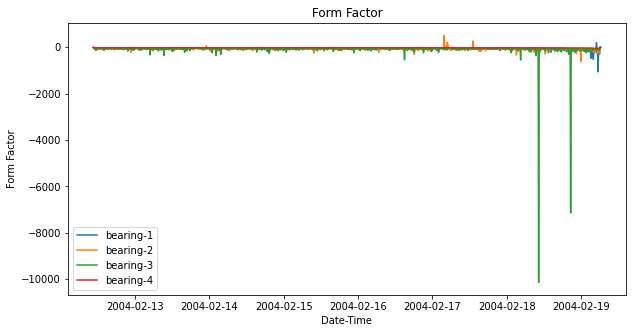 Form Factor
Form Factor
0
−2000
−4000
−6000
−8000
−10000
bearing-1
bearing-2
bearing-3
bearing-4
2004-02-13 2004-02-14 2004-02-15 2004-02-16 2004-02-17 2004-02-18 2004-02-19
Date-Time